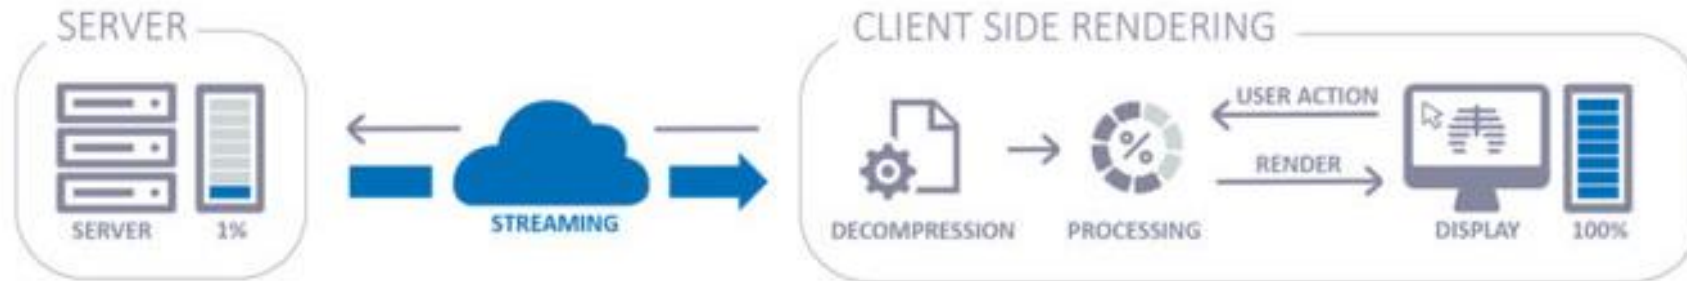 SERVER
CLIENT SIDE RENDERING
USER ACTION
%
RENDER
STREAMING
SERVER 1%
DECOMPRESSION PROCESSING DISPLAY 100%